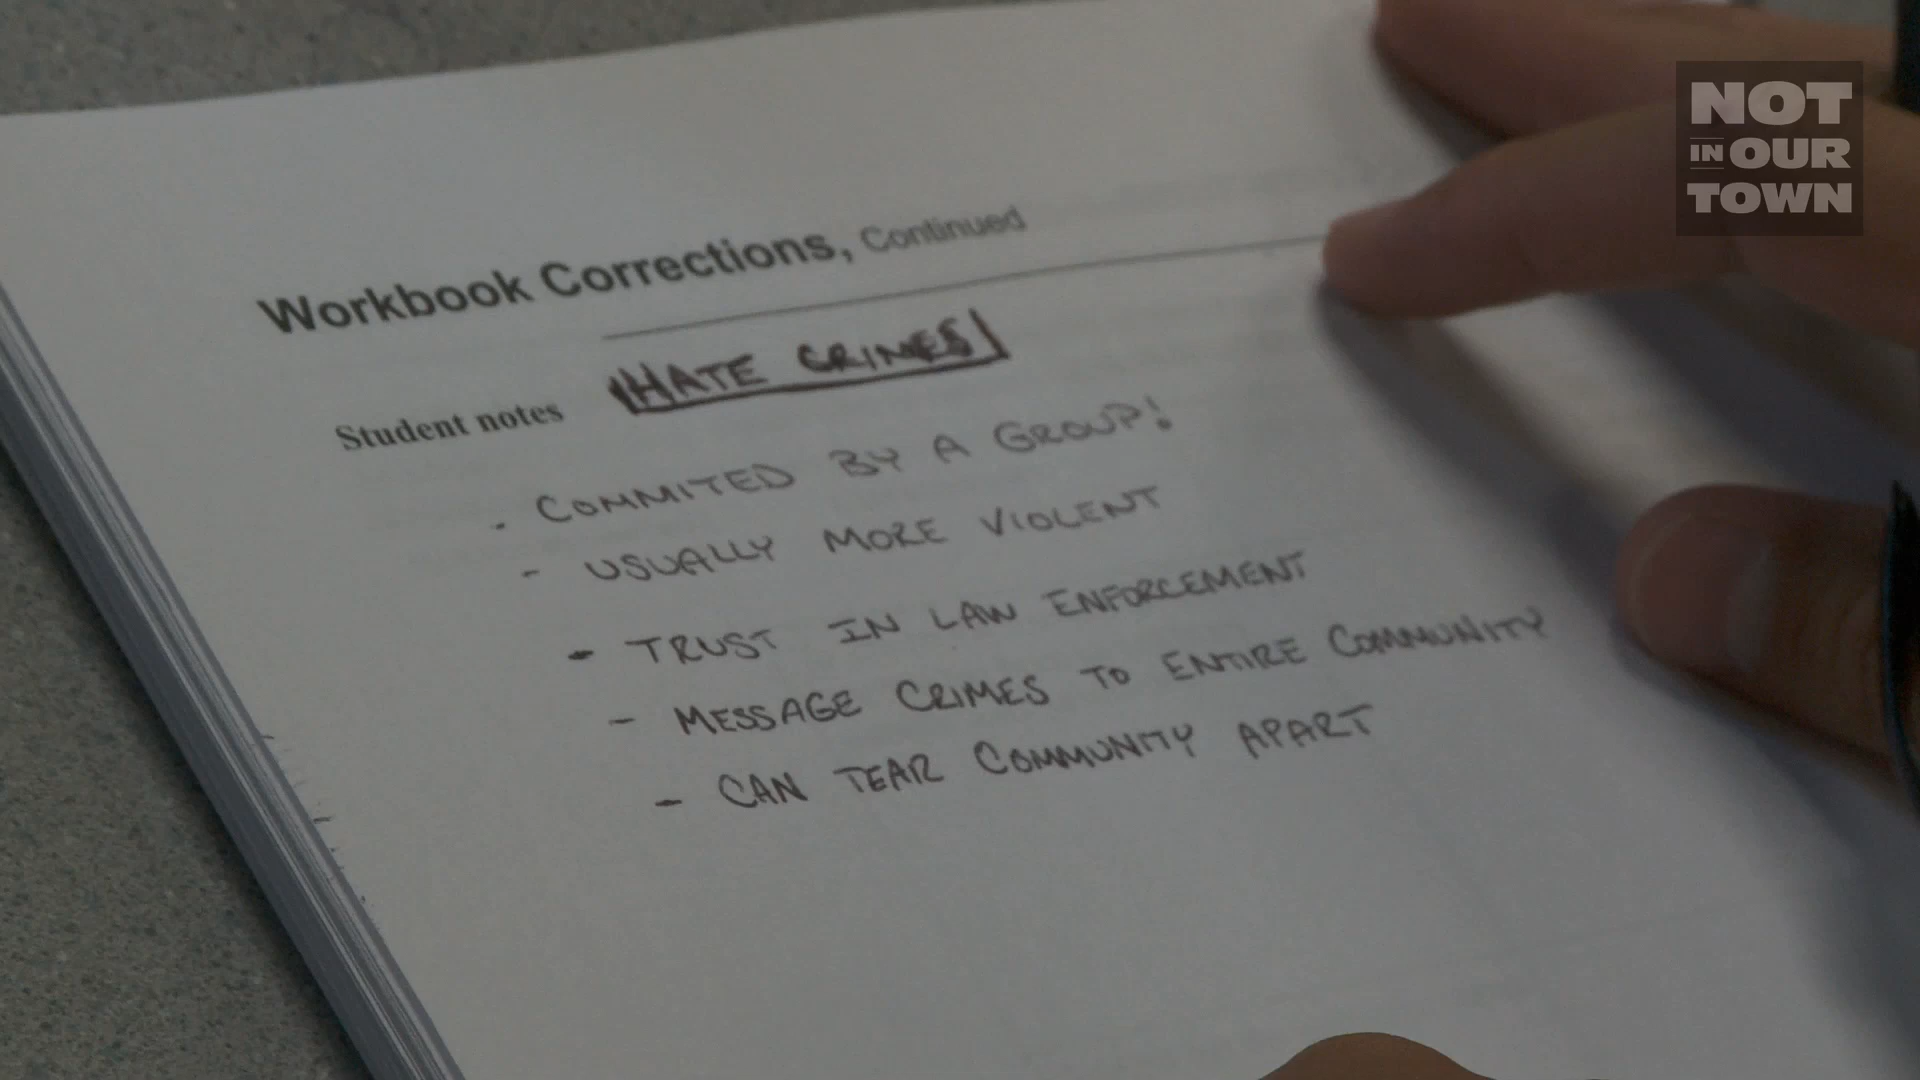 NOT
IN OUR
TOWN
Workbook Corrections, Continued
Student notes
HATE CRIMES
. COMMITED BY A GROUP!
- USUALLY MORE VIOLENT
- TRUST IN LAW ENFORCEMENT
- MESSAGE CRIMES TO ENTIRE COMMUNITY
- CAN TEAR COMMUNITY APART